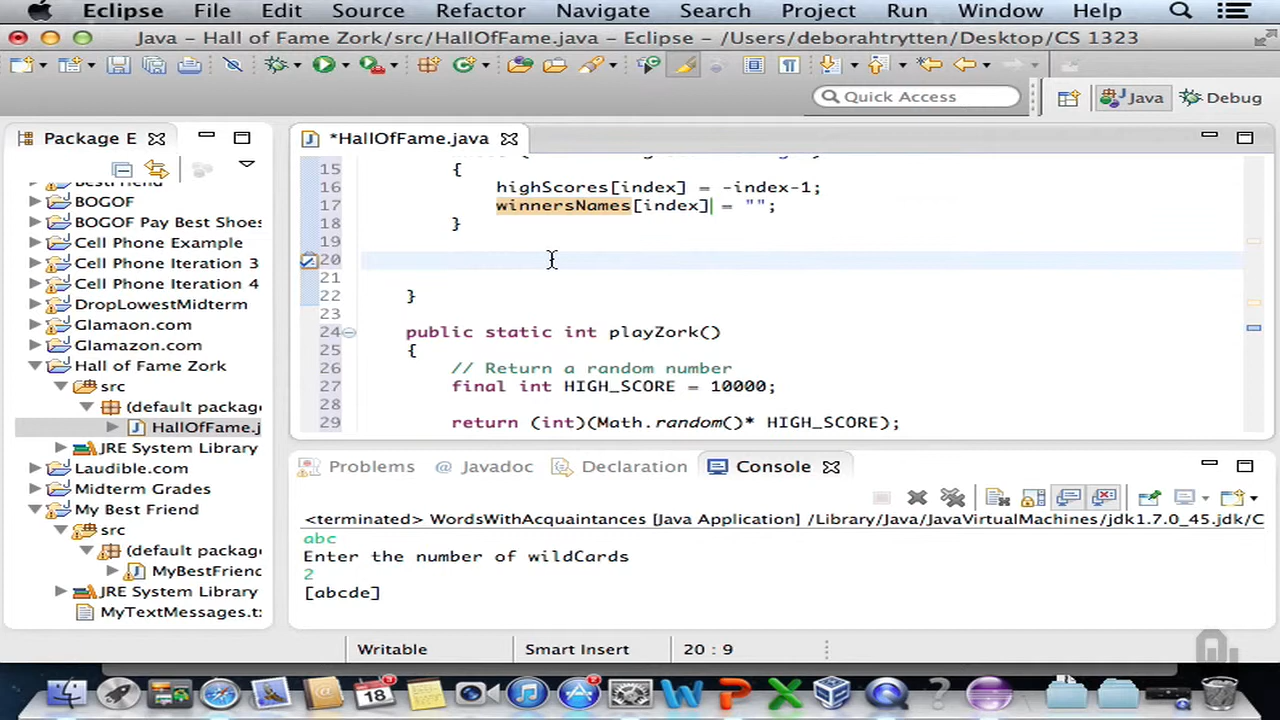 Eclipse File Edit Source Refactor Navigate Search Project Run Window Help
Java - Hall of Fame Zork/src/HallOfFame.java - Eclipse - /Users/deborahtrytten/Desktop/CS 1323
Quick Access
Java
Debug
Package E
BOGOF
BOGOF Pay Best Shoes
Cell Phone Example
Cell Phone Iteration 3
Cell Phone Iteration 4
DropLowestMidterm
Glamaon.com
Glamazon.com
Hall of Fame Zork
src
(default packag
HallOfFame.j
JRE System Library
Laudible.com
Midterm Grades
My Best Friend
src
(default packag
MyBestFrienc
JRE System Library
MyTextMessages.tx
*HallOfFame.java
15 {
16 highScores[index] = -index-1;
17 winnersNames[index] = "";
18 }
19
20
21
22 }
23
24 public static int playZork()
25 {
26 // Return a random number
27 final int HIGH_SCORE = 10000;
28
29 return (int)(Math.random()* HIGH_SCORE);
Problems @ Javadoc Declaration Console
<terminated> WordsWithAcquaintances [Java Application] /Library/Java/JavaVirtualMachines/jdk1.7.0_45.jdk/C
abc
Enter the number of wildCards
2
[abcde]
Writable Smart Insert 20 : 9
18